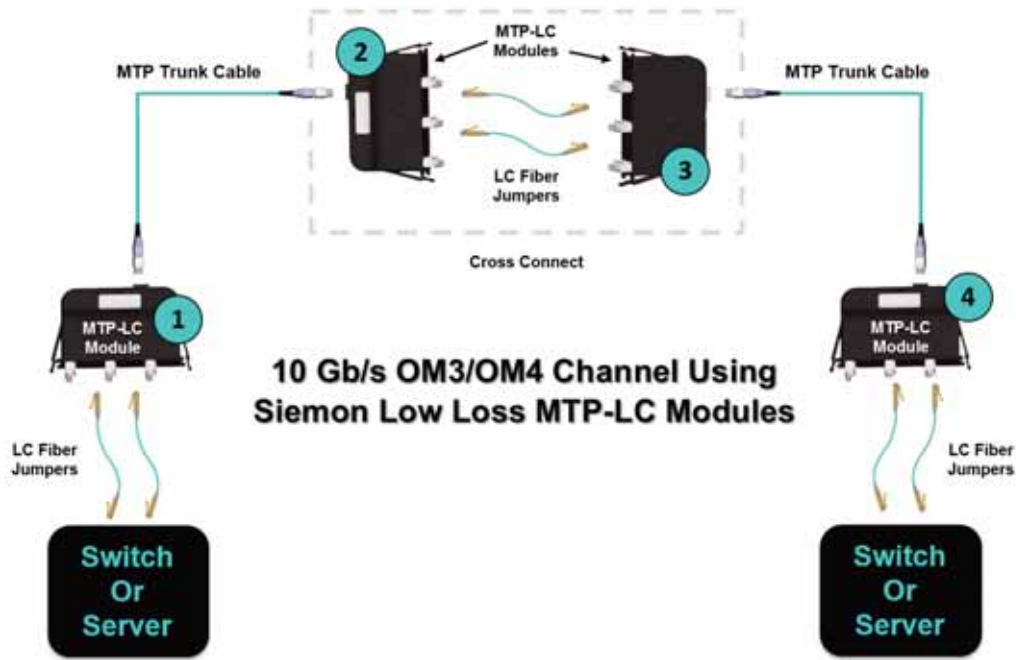 MTP-LC
Modules
2
MTP Trunk Cable
MTP Trunk Cable
3
LC Fiber
Jumpers
Cross Connect
1
MTP-LC
Module
4
MTP-LC
Module
10 Gb/s OM3/OM4 Channel Using
Siemon Low Loss MTP-LC Modules
LC Fiber
Jumpers
LC Fiber
Jumpers
Switch
Or
Server
Switch
Or
Server